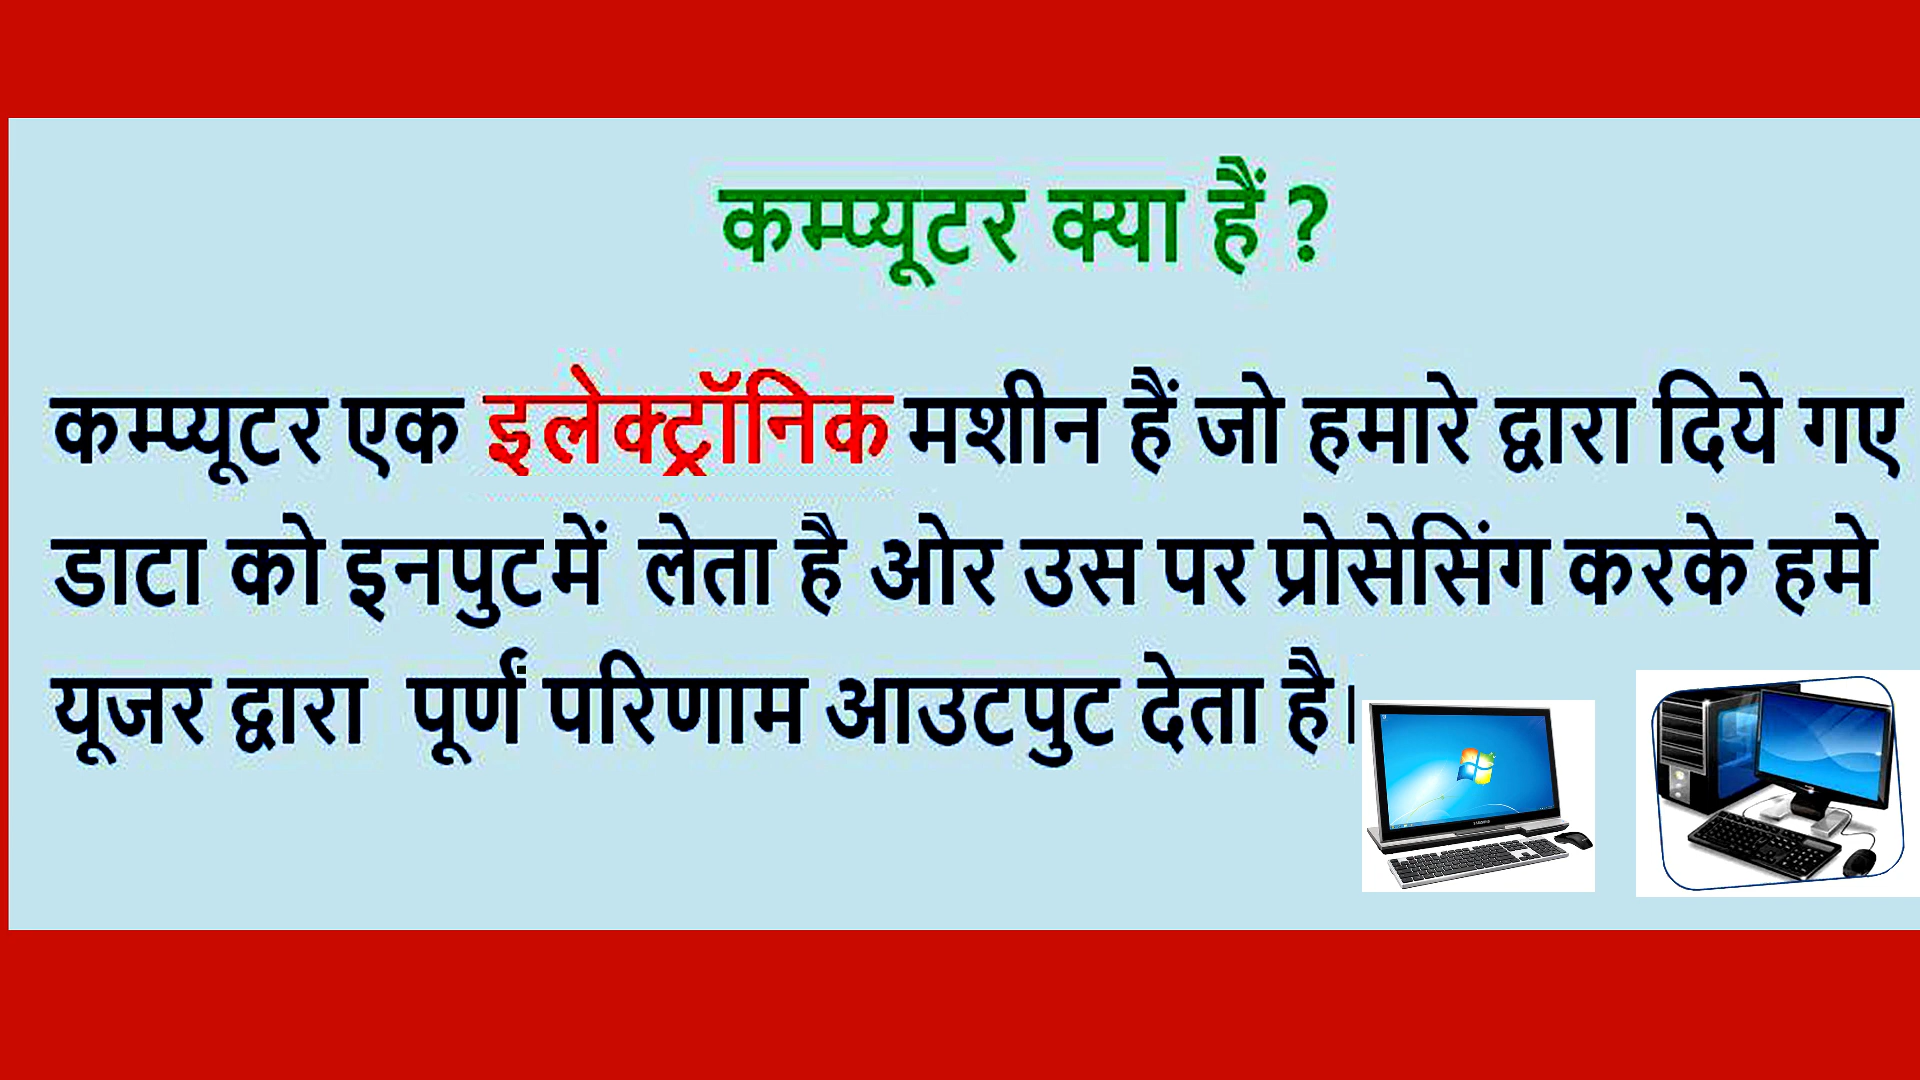 कम्प्यूटर क्या हैं ?
कम्प्यूटर एक इलेक्ट्रॉनिक मशीन हैं जो हमारे द्वारा दिये गए
डाटा को इनपुट में लेता है ओर उस पर प्रोसेसिंग करके हमे
यूजर द्वारा पूर्णं परिणाम आउटपुट देता है।